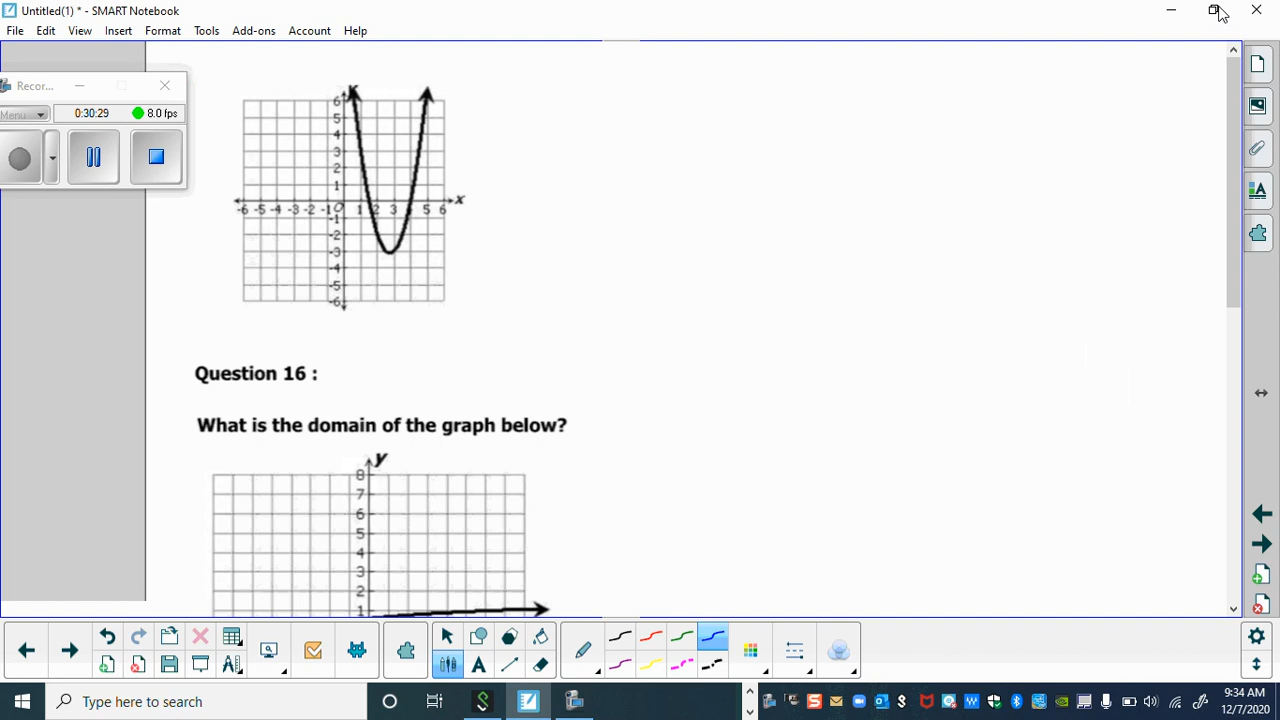 Untitled(1) * - SMART Notebook
File Edit View Insert Format Tools Add-ons Account Help
Recor...
Menu 0:30:29 8.0 fps
6
5
4
3
2
1
-6 -5 -4 -3 -2 -1 O 1 2 3 5 6 x
-1
-2
-3
-4
-5
-6
Question 16 :
What is the domain of the graph below?
y
8
7
6
5
4
3
2
1
Type here to search
9:34 AM
12/7/2020